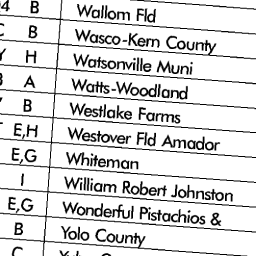 4 B Wallom Fld
B Wasco-Kern County
H Watsonville Muni
A Watts-Woodland
B Westlake Farms
E,H Westover Fld Amador
E,G Whiteman
I William Robert Johnston
E,G Wonderful Pistachios &
B Yolo County